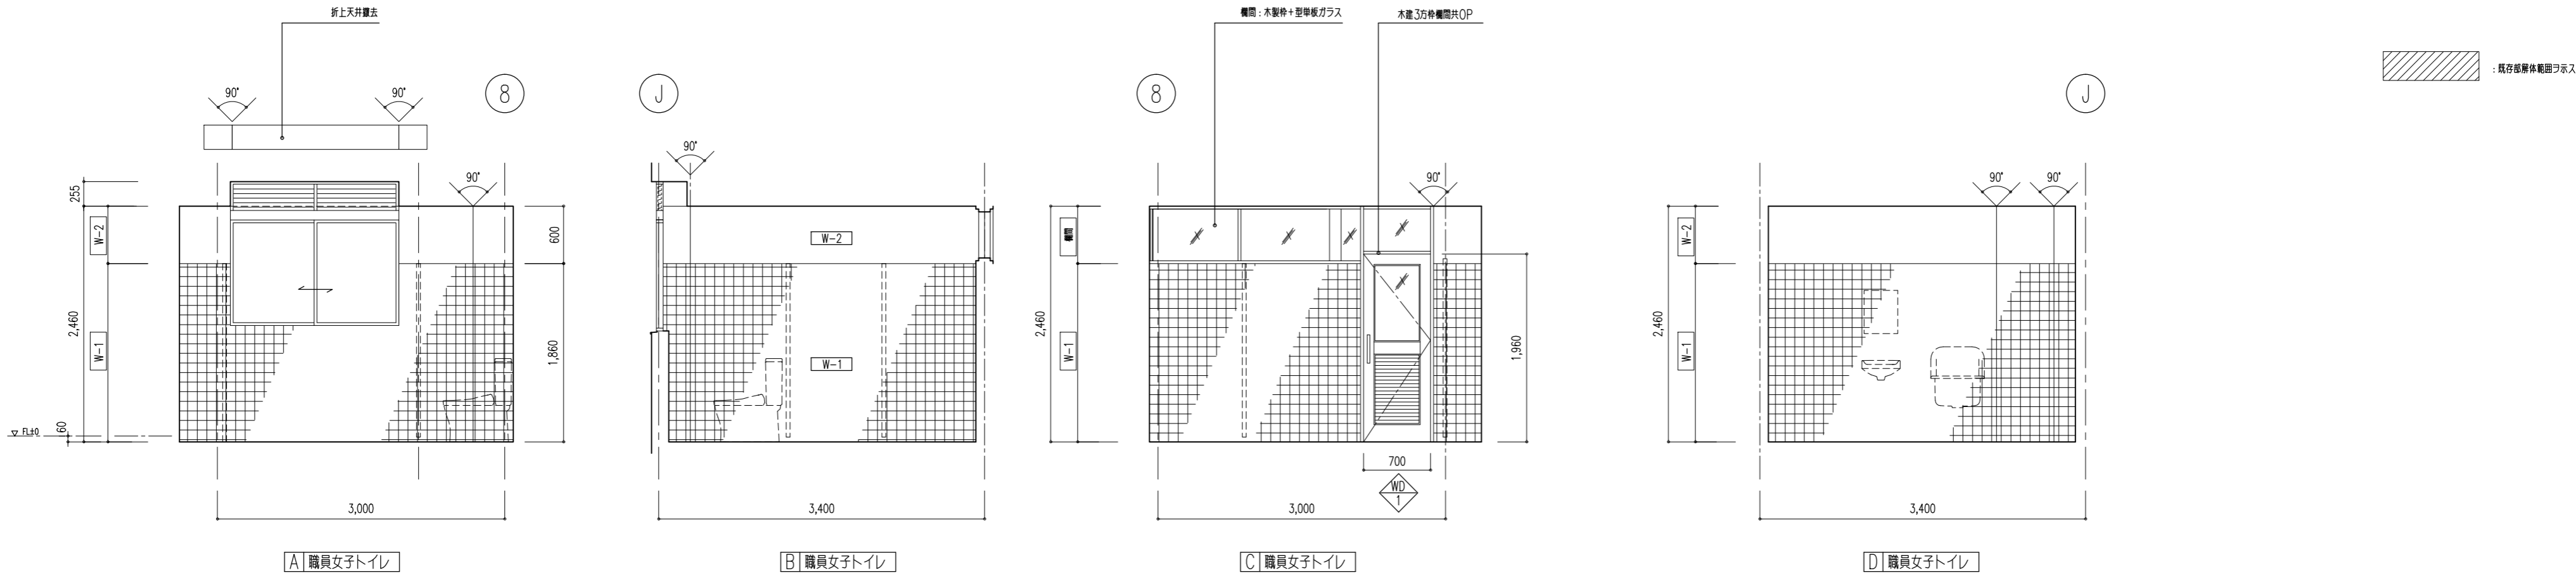 折上天井撤去
欄間：木製枠＋型単板ガラス
木建3方枠欄間共OP
：既存部解体範囲ヲ示ス
90°
90°
8
J
8
J
90°
90°
90°
90°
90°
255
W-2
2,460
W-1
60
▽ FL±0
600
1,860
3,000
W-2
W-1
3,400
欄間
2,460
W-1
1,960
700
WD
1
3,000
W-2
2,460
W-1
3,400
A 職員女子トイレ
B 職員女子トイレ
C 職員女子トイレ
D 職員女子トイレ